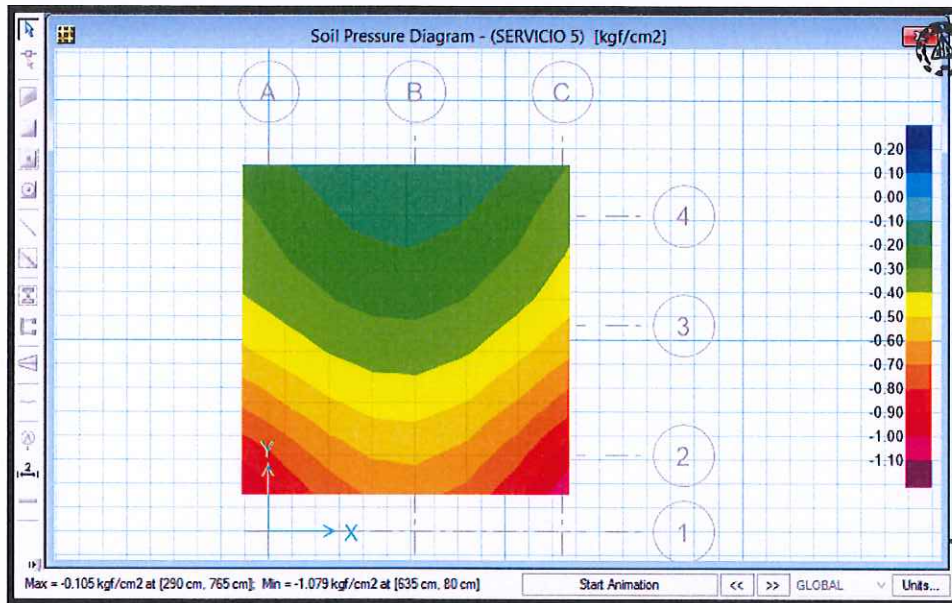 Soil Pressure Diagram - (SERVICIO 5) [kgf/cm2]
A B C
0.20
0.10
0.00
-0.10
-0.20
-0.30
-0.40
-0.50
-0.60
-0.70
-0.80
-0.90
-1.00
-1.10
4
3
2
1
Y
X
2
Max = -0.105 kgf/cm2 at [290 cm, 765 cm]; Min = -1.079 kgf/cm2 at [635 cm, 80 cm]
Start Animation
<< >>
GLOBAL
Units...